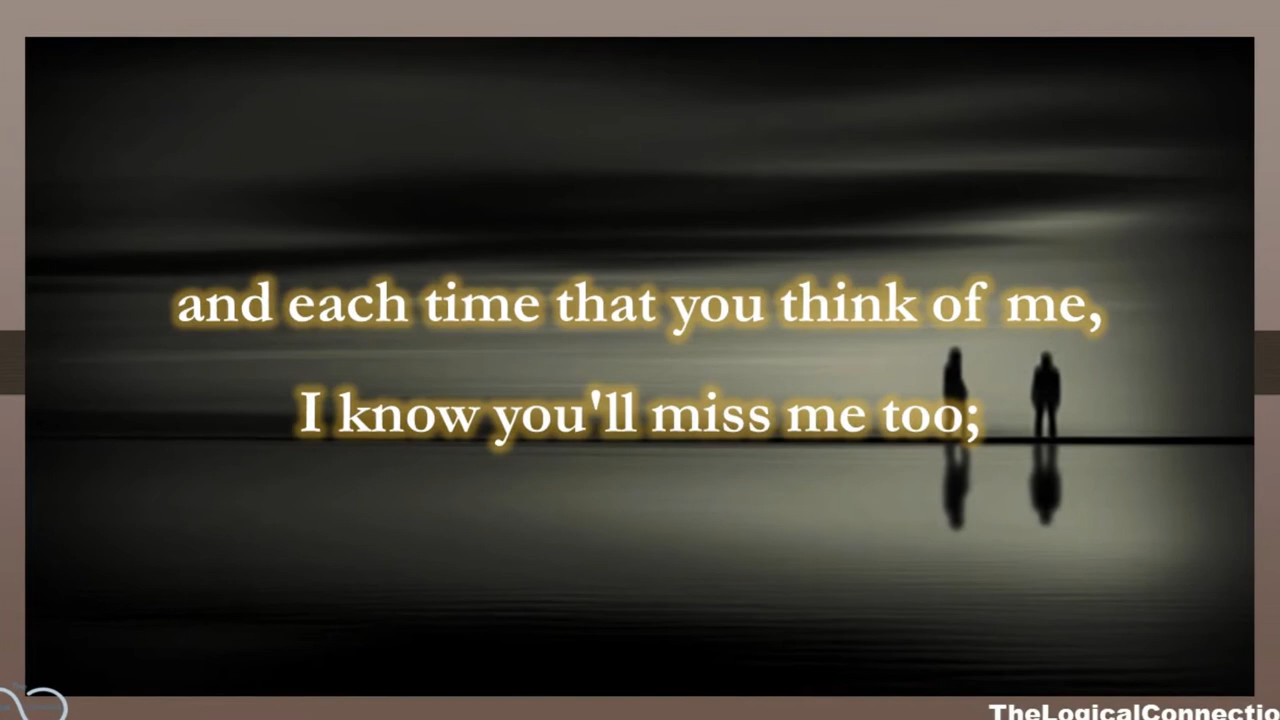 and each time that you think of me,
I know you'll miss me too;
TheLogicalConnectio